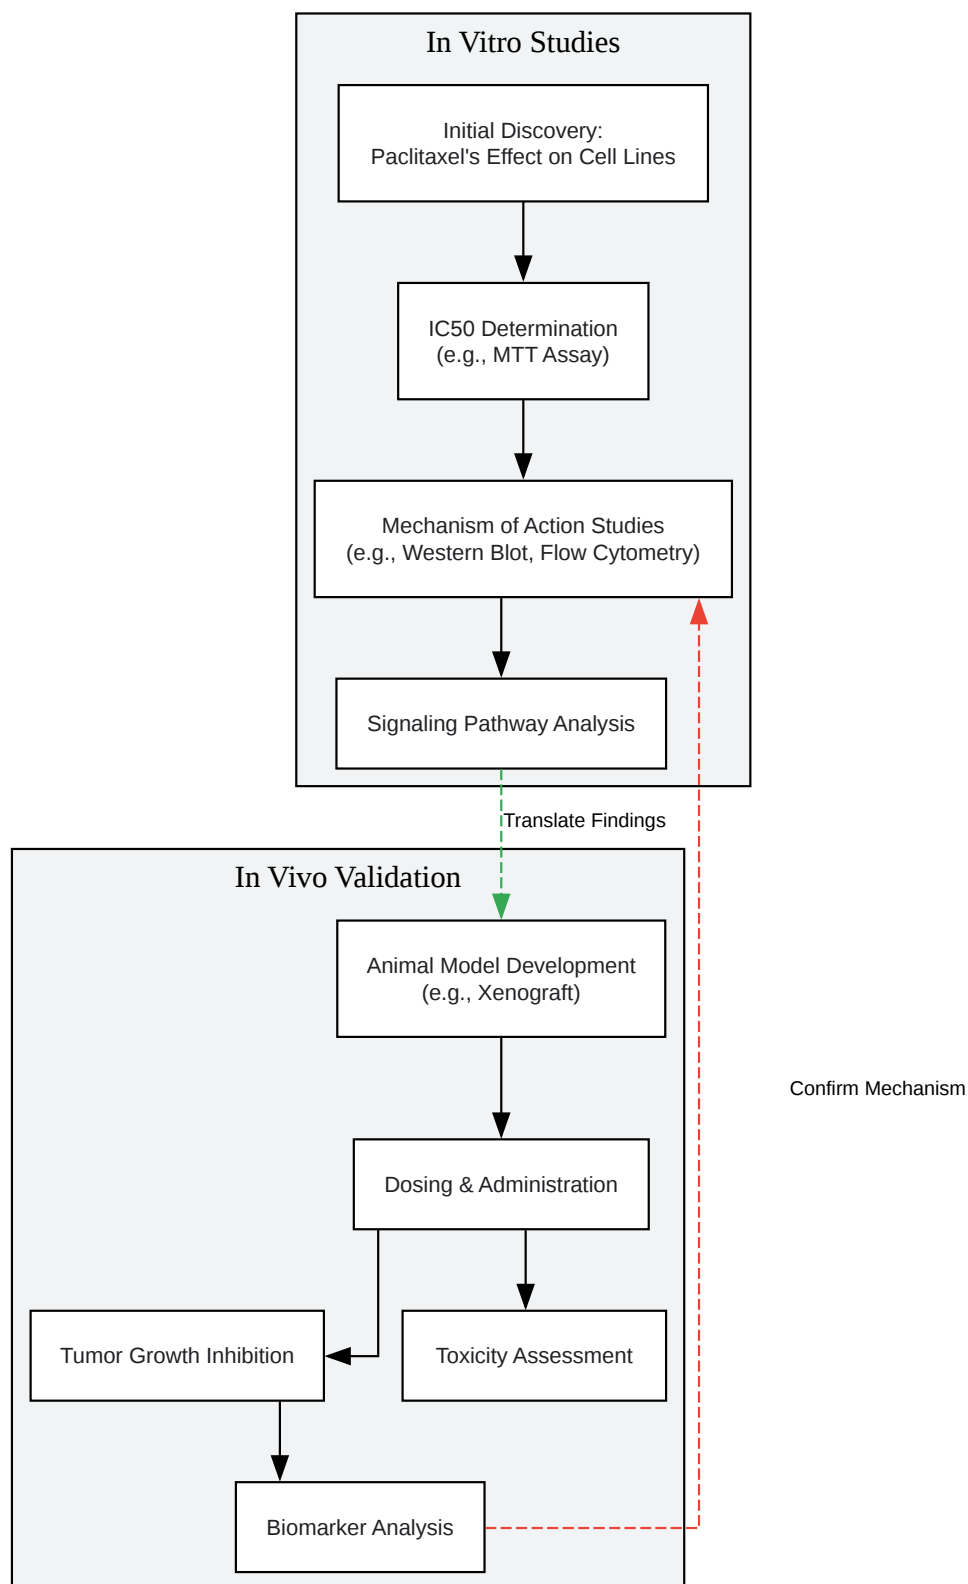 In Vitro Studies
Initial Discovery:
Paclitaxel's Effect on Cell Lines
IC50 Determination
(e.g., MTT Assay)
Mechanism of Action Studies
(e.g., Western Blot, Flow Cytometry)
Signaling Pathway Analysis
Translate Findings
In Vivo Validation
Animal Model Development
(e.g., Xenograft)
Confirm Mechanism
Dosing & Administration
Tumor Growth Inhibition
Toxicity Assessment
Biomarker Analysis